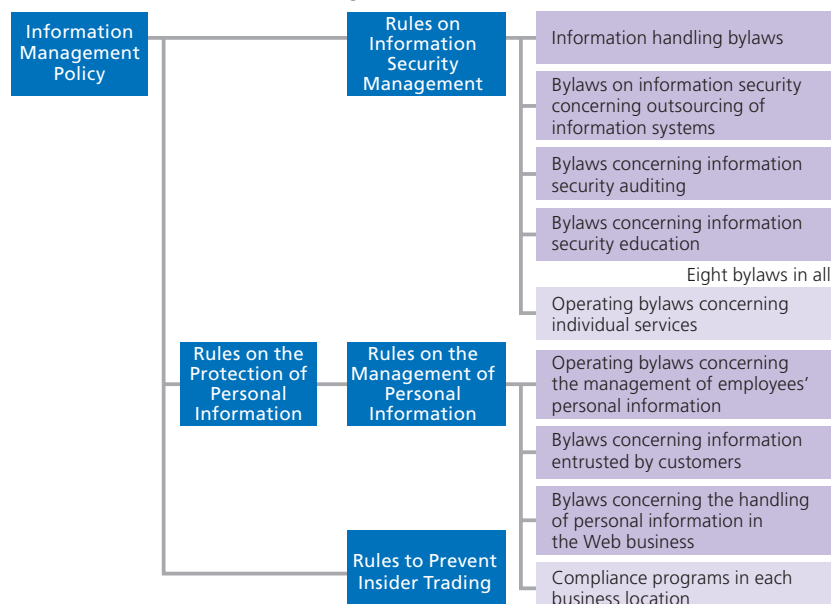 Information
Management
Policy
Rules on
Information
Security
Management
Information handling bylaws
Bylaws on information security
concerning outsourcing of
information systems
Bylaws concerning information
security auditing
Bylaws concerning information
security education
Eight bylaws in all
Operating bylaws concerning
individual services
Rules on the
Protection of
Personal
Information
Rules on the
Management of
Personal
Information
Operating bylaws concerning
the management of employees’
personal information
Bylaws concerning information
entrusted by customers
Bylaws concerning the handling
of personal information in
the Web business
Rules to Prevent
Insider Trading
Compliance programs in each
business location